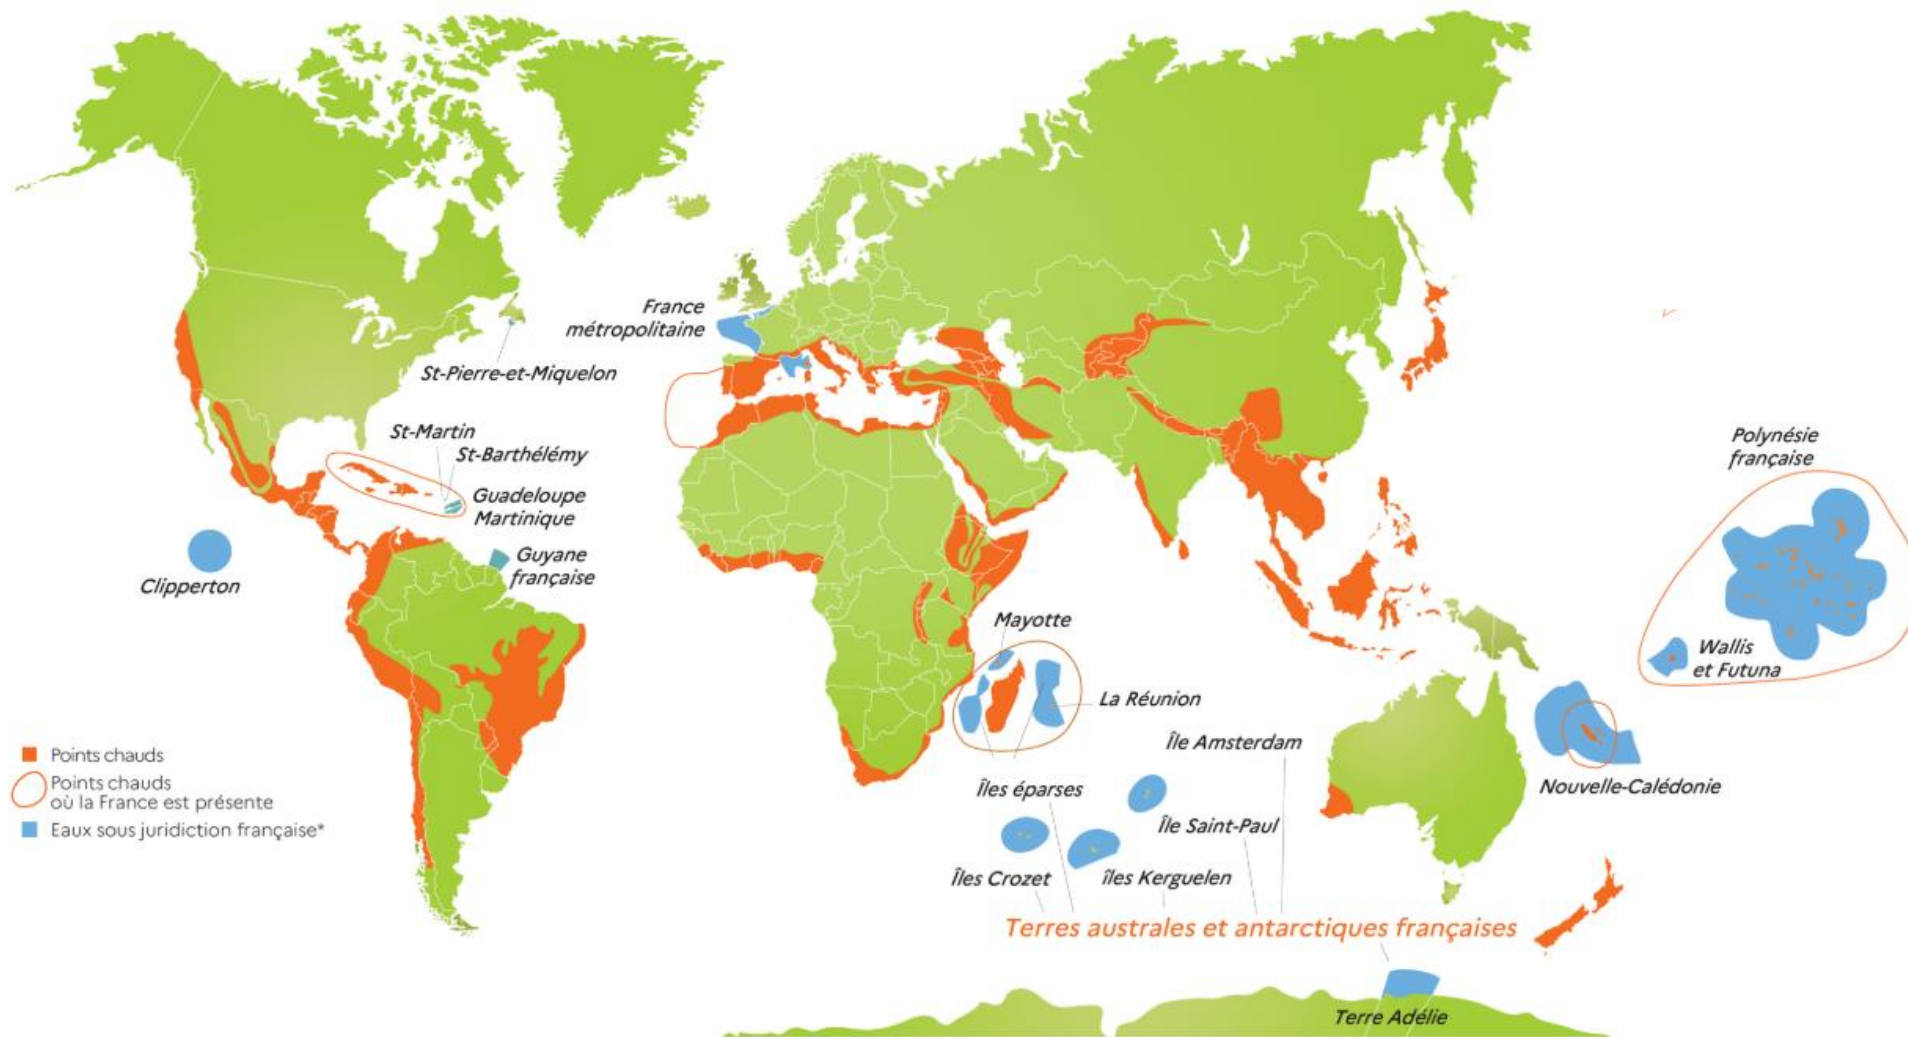 France
métropolitaine
St-Pierre-et-Miquelon
St-Martin
St-Barthélémy
Guadeloupe
Martinique
Clipperton
Guyane
française
Polynésie
française
Mayotte
Wallis
et Futuna
La Réunion
Île Amsterdam
Points chauds
Points chauds
où la France est présente
Eaux sous juridiction française*
Îles éparses
Nouvelle-Calédonie
Île Saint-Paul
Îles Crozet
îles Kerguelen
Terres australes et antarctiques françaises
Terre Adélie